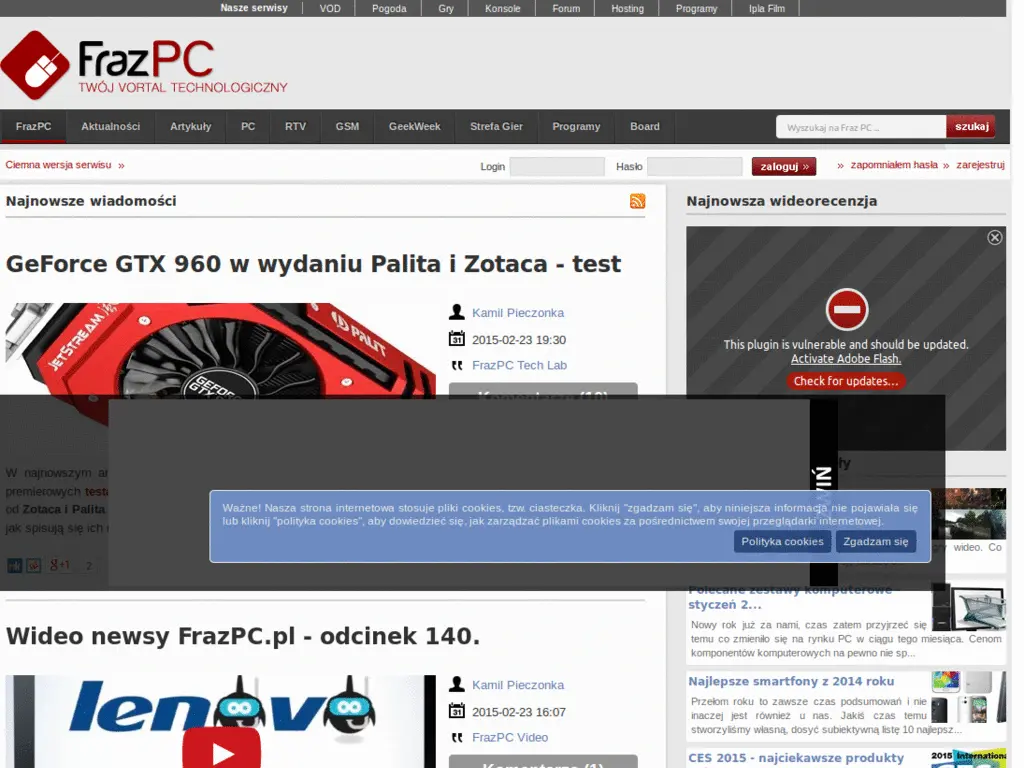 Nasze serwisy VOD Pogoda Gry Konsole Forum Hosting Programy Ipla Film
FrazPC
TWÓJ VORTAL TECHNOLOGICZNY
FrazPC Aktualności Artykuły PC RTV GSM GeekWeek Strefa Gier Programy Board
Wyszukaj na Fraz PC ... szukaj
Ciemna wersja serwisu »
Login Hasło zaloguj » » zapomniałem hasła » zarejestruj
Najnowsze wiadomości
GeForce GTX 960 w wydaniu Palita i Zotaca - test
JETSTREAM
PALIT
GEFORCE
Kamil Pieczonka
31 2015-02-23 19:30
FrazPC Tech Lab
W najnowszym
premierowych
od Zotaca i Palita
jak spisują się ich
g+1 2
Wideo newsy FrazPC.pl - odcinek 140.
lenovo
Kamil Pieczonka
31 2015-02-23 16:07
FrazPC Video
Komentarze (1)
Najnowsza wideorecenzja
This plugin is vulnerable and should be updated.
Activate Adobe Flash.
Check for updates...
wideo. Co
Ważne! Nasza strona internetowa stosuje pliki cookies, tzw. ciasteczka. Kliknij "zgadzam się", aby niniejsza informacja nie pojawiała się
lub kliknij "polityka cookies", aby dowiedzieć się, jak zarządzać plikami cookies za pośrednictwem swojej przeglądarki internetowej.
Polityka cookies Zgadzam się
Polecane zestawy komputerowe -
styczeń 2...
Nowy rok już za nami, czas zatem przyjrzeć się
temu co zmieniło się na rynku PC w ciągu tego miesiąca. Cenom
komponentów komputerowych na pewno nie sp...
Najlepsze smartfony z 2014 roku
Przełom roku to zawsze czas podsumowań i nie
inaczej jest również u nas. Jakiś czas temu
stworzyliśmy własną, dosyć subiektywną listę 10 najlepsz...
CES 2015 - najciekawsze produkty
2015 International